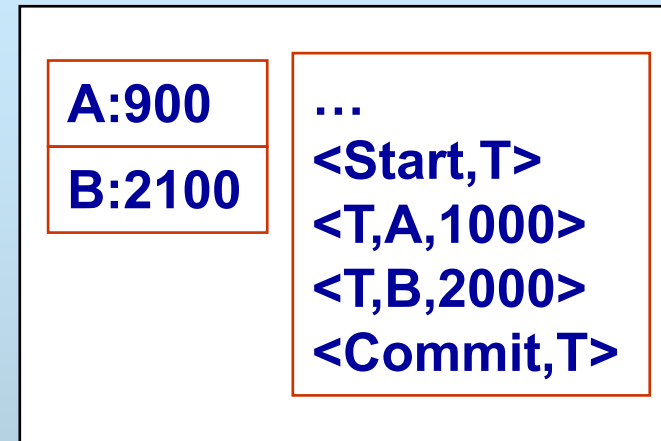 A:900
B:2100
…
<Start,T>
<T,A,1000>
<T,B,2000>
<Commit,T>